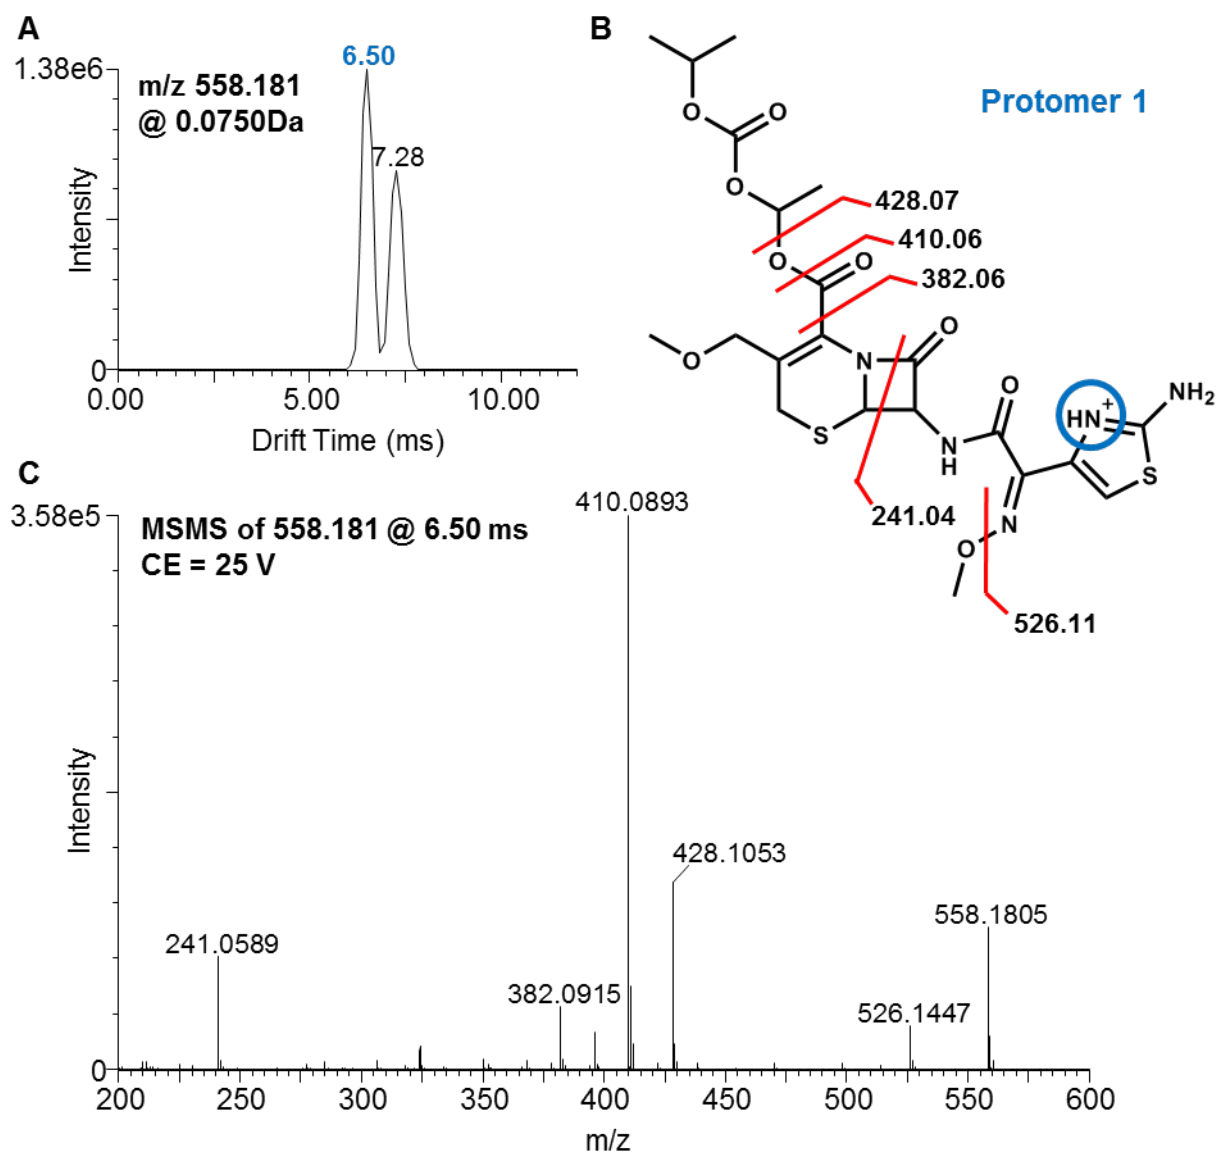 A
6.50
1.38e6
m/z 558.181
@ 0.0750Da
7.28
Intensity
0
0.00
5.00
10.00
Drift Time (ms)
B
Protomer 1
O
O
O
428.07
O
O
410.06
382.06
O
O
N
S
N
H
O
HN
+
NH2
S
N
O
241.04
526.11
C
3.58e5
MSMS of 558.181 @ 6.50 ms
CE = 25 V
410.0893
428.1053
558.1805
241.0589
382.0915
526.1447
Intensity
0
200
250
300
350
400
450
500
550
600
m/z